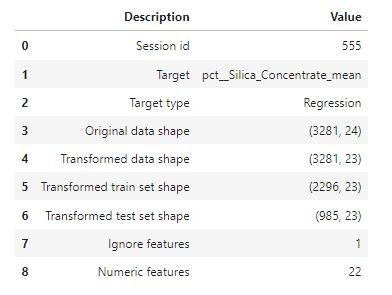 Description Value
0 Session id 555
1 Target pct__Silica_Concentrate_mean
2 Target type Regression
3 Original data shape (3281, 24)
4 Transformed data shape (3281, 23)
5 Transformed train set shape (2296, 23)
6 Transformed test set shape (985, 23)
7 Ignore features 1
8 Numeric features 22